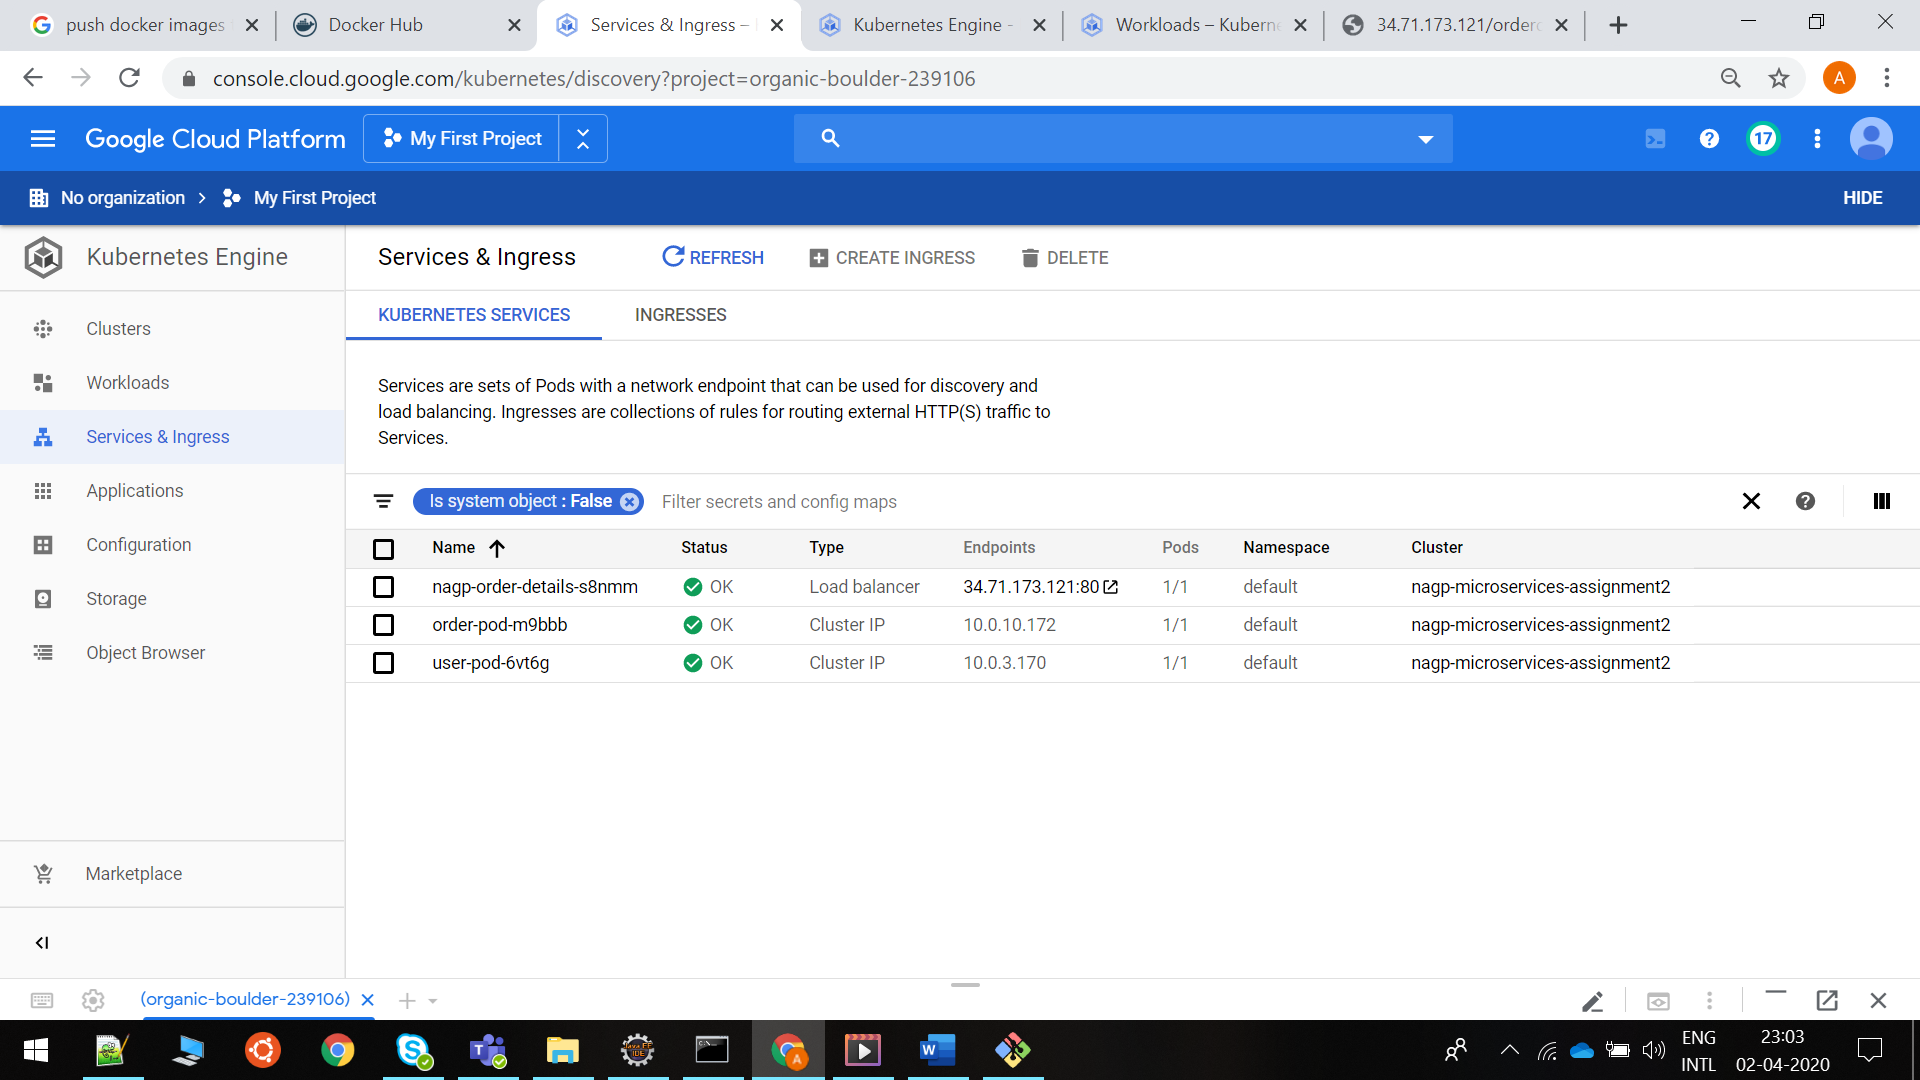 push docker images
Docker Hub
Services & Ingress –
Kubernetes Engine -
Workloads – Kuberne
34.71.173.121/order
console.cloud.google.com/kubernetes/discovery?project=organic-boulder-239106
A
Google Cloud Platform
My First Project
17
No organization
My First Project
HIDE
Kubernetes Engine
Services & Ingress
REFRESH
CREATE INGRESS
DELETE
Clusters
Workloads
Services & Ingress
Applications
Configuration
Storage
Object Browser
Marketplace
KUBERNETES SERVICES
INGRESSES
Services are sets of Pods with a network endpoint that can be used for discovery and
load balancing. Ingresses are collections of rules for routing external HTTP(S) traffic to
Services.
Is system object : False
Filter secrets and config maps
Name Status Type Endpoints Pods Namespace Cluster
nagp-order-details-s8nmm OK Load balancer 34.71.173.121:80 1/1 default nagp-microservices-assignment2
order-pod-m9bbb OK Cluster IP 10.0.10.172 1/1 default nagp-microservices-assignment2
user-pod-6vt6g OK Cluster IP 10.0.3.170 1/1 default nagp-microservices-assignment2
(organic-boulder-239106)
ENG
INTL
23:03
02-04-2020